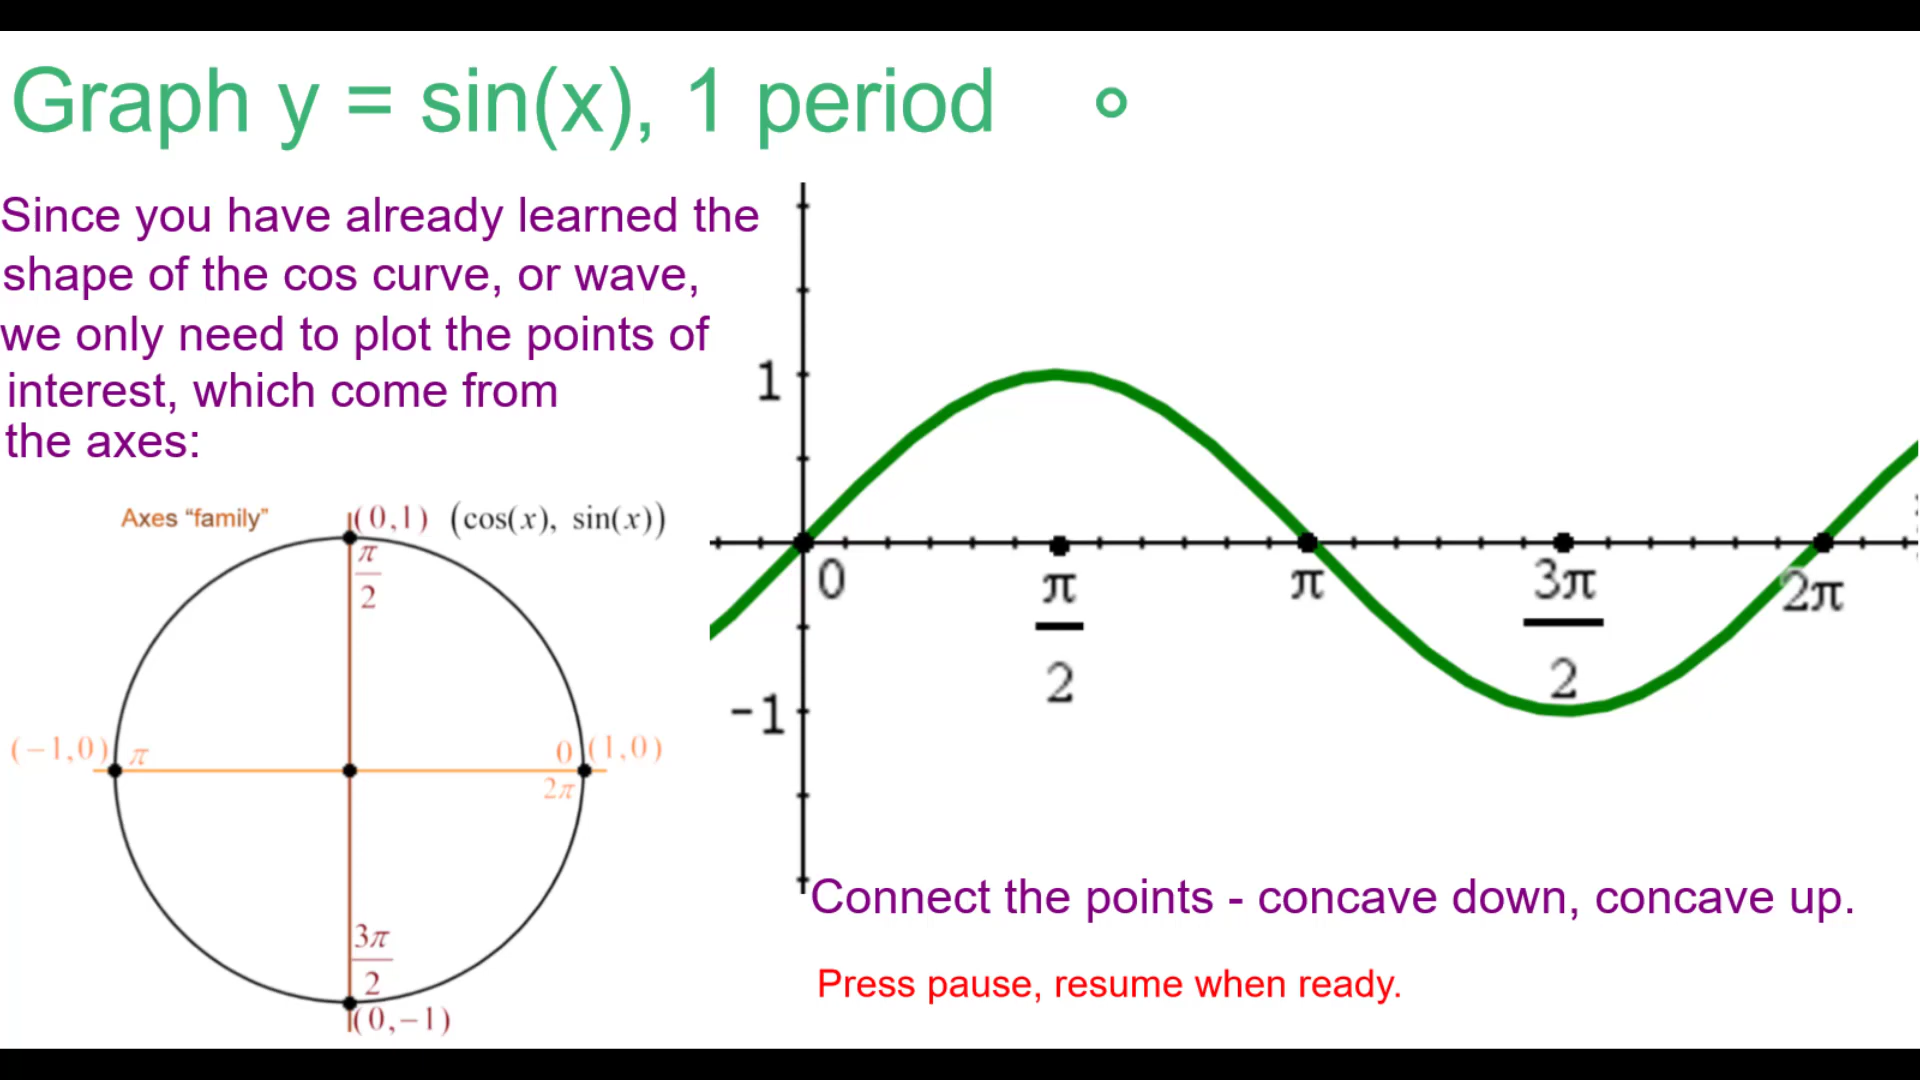 Graph y = sin(x), 1 period
Since you have already learned the
shape of the cos curve, or wave,
we only need to plot the points of
interest, which come from
the axes:
Axes “family” (0,1) (cos(x), sin(x))
π/2
(−1,0) π 0 (1,0)
2π
3π/2
(0,−1)
1
0 π/2 π 3π/2 2π
-1
Connect the points - concave down, concave up.
Press pause, resume when ready.